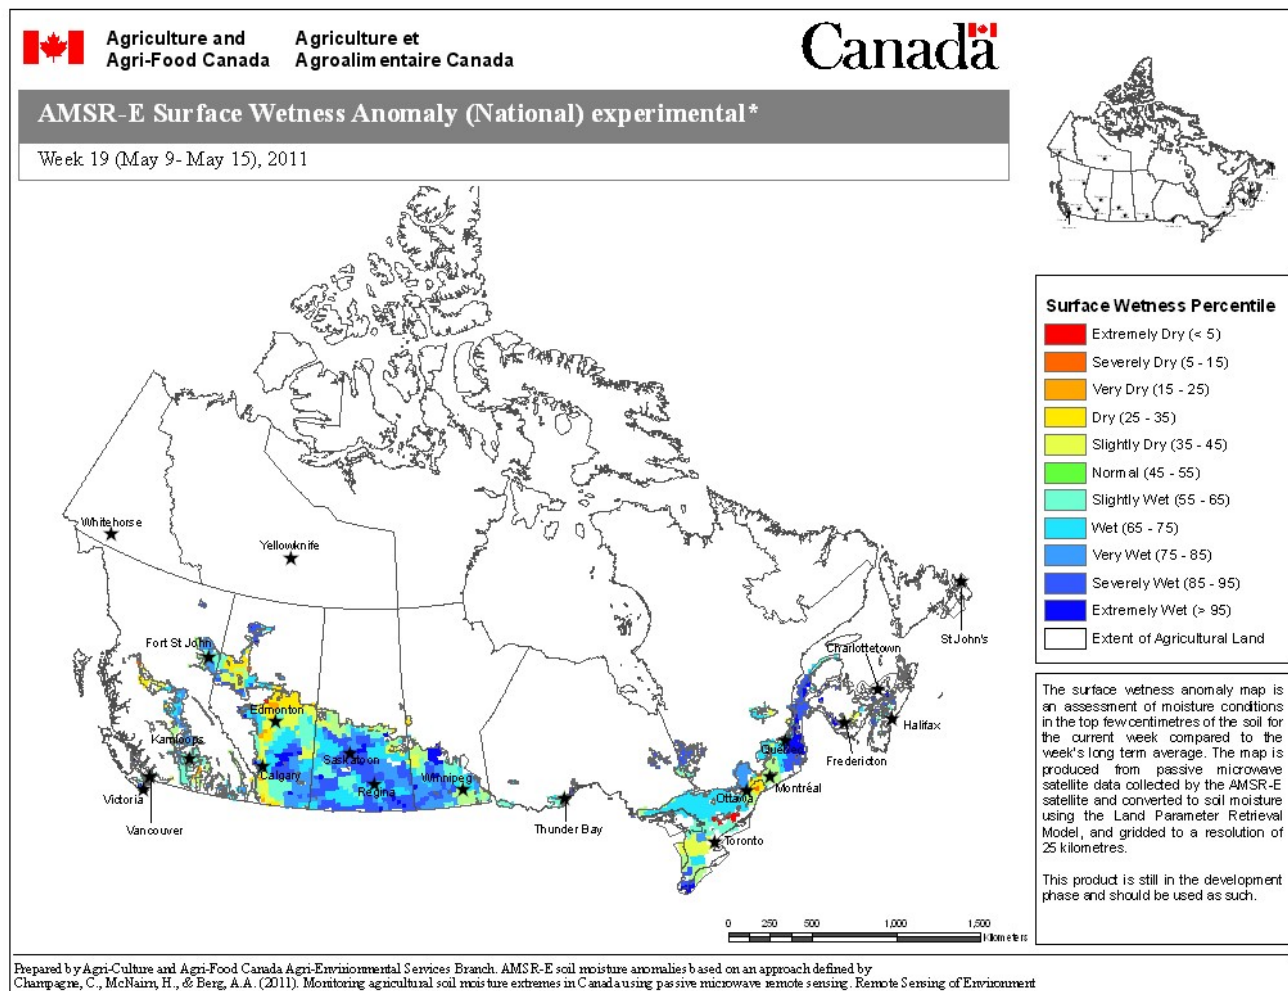 Agriculture and
Agri-Food Canada
Agriculture et
Agroalimentaire Canada
Canada
AMSR-E Surface Wetness Anomaly (National) experimental*
Week 19 (May 9- May 15), 2011
Surface Wetness Percentile
Extremely Dry (< 5)
Severely Dry (5 - 15)
Very Dry (15 - 25)
Dry (25 - 35)
Slightly Dry (35 - 45)
Normal (45 - 55)
Slightly Wet (55 - 65)
Wet (65 - 75)
Very Wet (75 - 85)
Severely Wet (85 - 95)
Extremely Wet (> 95)
Extent of Agricultural Land
Whitehorse
Yellowknife
Fort St John
Edmonton
Kamloops
Calgary
Saskatoon
Regina
Winnipeg
Victoria
Vancouver
Thunder Bay
Ottawa
Toronto
Montréal
Québec
Fredericton
Halifax
Charlottetown
St John's
The surface wetness anomaly map is
an assessment of moisture conditions
in the top few centimetres of the soil for
the current week compared to the
week's long term average. The map is
produced from passive microwave
satellite data collected by the AMSR-E
satellite and converted to soil moisture
using the Land Parameter Retrieval
Model, and gridded to a resolution of
25 kilometres.
This product is still in the development
phase and should be used as such.
0 250 500 1,000 1,500
Kilometers
Prepared by Agri-Culture and Agri-Food Canada Agri-Envirionmental Services Branch. AMSR-E soil moisture anomalies based on an approach defined by
Champagne, C., McNairn, H., & Berg, A.A. (2011). Monitoring agricultural soil moisture extremes in Canada using passive microwave remote sensing. Remote Sensing of Environment